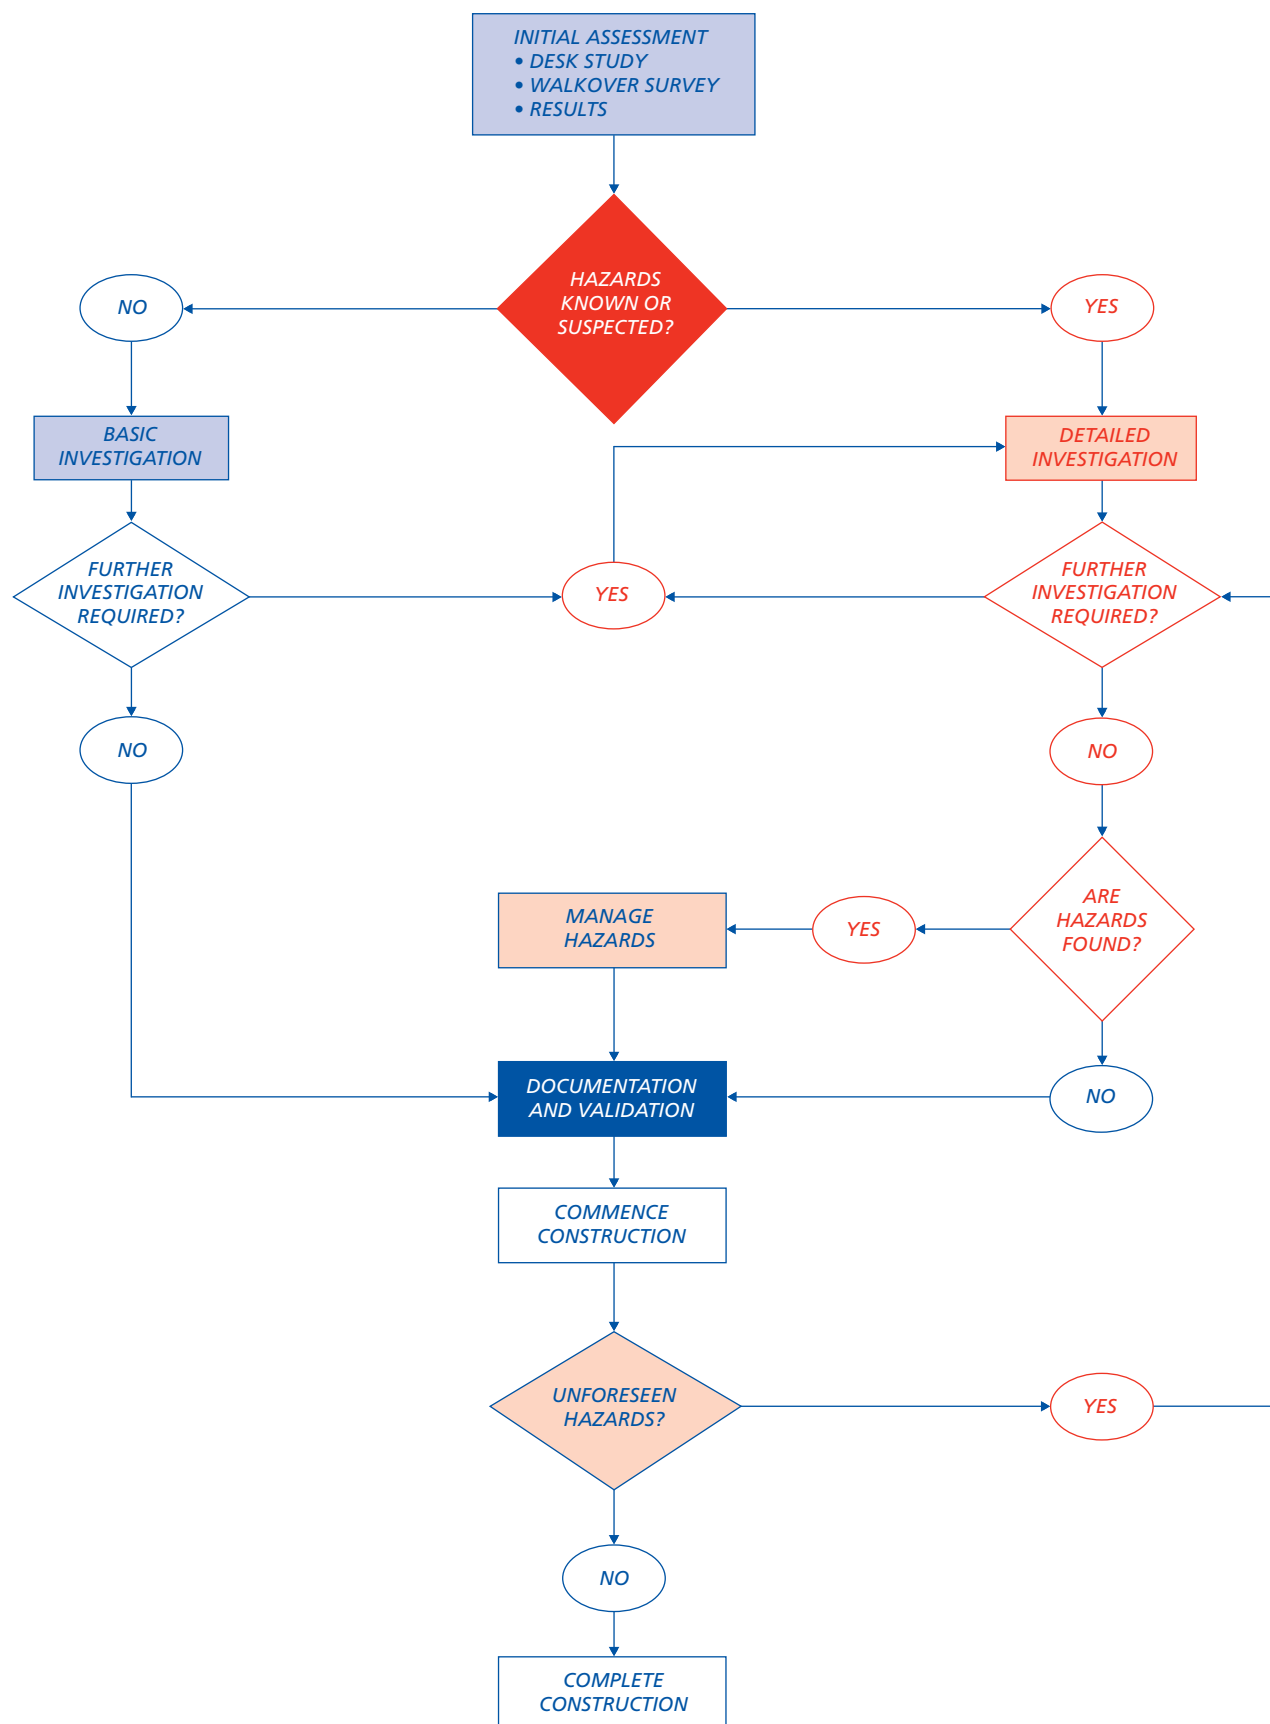 INITIAL ASSESSMENT
• DESK STUDY
• WALKOVER SURVEY
• RESULTS
HAZARDS
KNOWN OR
SUSPECTED?
NO
YES
BASIC
INVESTIGATION
DETAILED
INVESTIGATION
FURTHER
INVESTIGATION
REQUIRED?
YES
FURTHER
INVESTIGATION
REQUIRED?
NO
NO
ARE
HAZARDS
FOUND?
YES
MANAGE
HAZARDS
DOCUMENTATION
AND VALIDATION
NO
COMMENCE
CONSTRUCTION
UNFORESEEN
HAZARDS?
YES
NO
COMPLETE
CONSTRUCTION